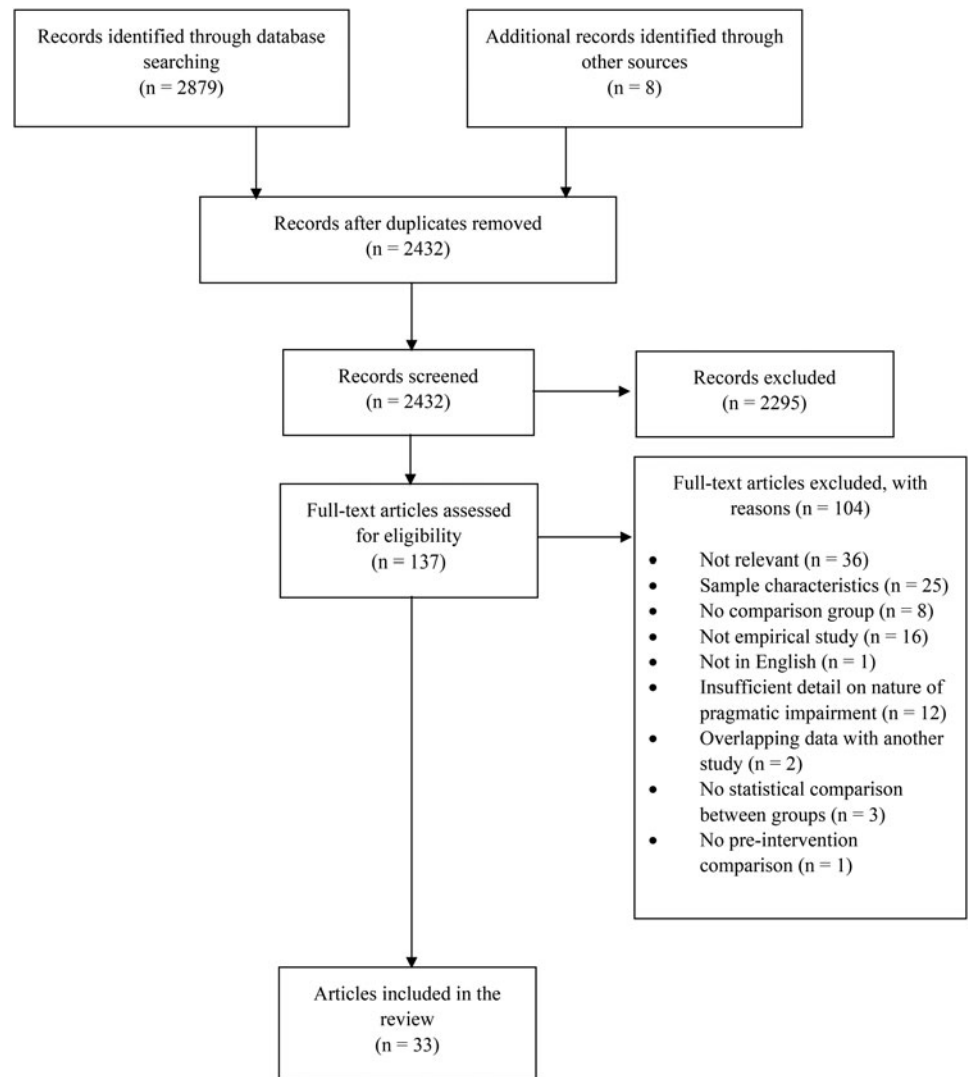 Records identified through database
searching
(n = 2879)
Additional records identified through
other sources
(n = 8)
Records after duplicates removed
(n = 2432)
Records screened
(n = 2432)
Records excluded
(n = 2295)
Full-text articles assessed
for eligibility
(n = 137)
Full-text articles excluded, with
reasons (n = 104)
• Not relevant (n = 36)
• Sample characteristics (n = 25)
• No comparison group (n = 8)
• Not empirical study (n = 16)
• Not in English (n = 1)
• Insufficient detail on nature of
pragmatic impairment (n = 12)
• Overlapping data with another
study (n = 2)
• No statistical comparison
between groups (n = 3)
• No pre-intervention
comparison (n = 1)
Articles included in the
review
(n = 33)